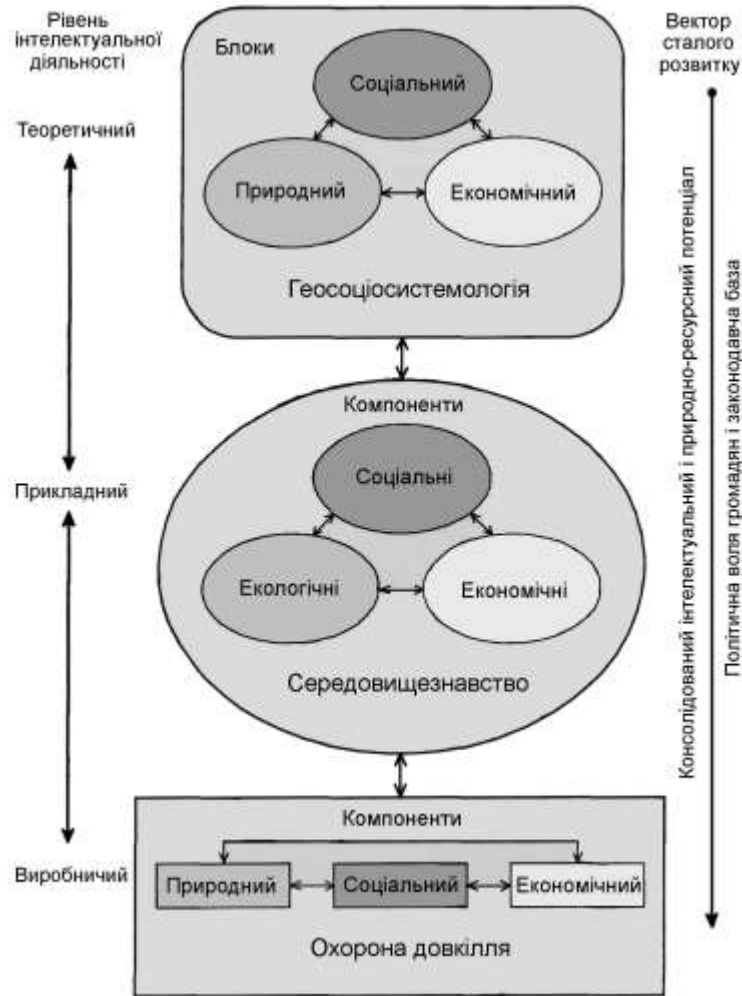 Рівень
інтелектуальної
діяльності
Вектор
сталого
розвитку
Блоки
Соціальний
Теоретичний
Природний
Економічний
Геосоціосистемологія
Компоненти
Соціальні
Прикладний
Екологічні
Економічні
Середовищезнавство
Консолідований інтелектуальний і природно-ресурсний потенціал
Політична воля громадян і законодавча база
Компоненти
Виробничий
Природний
Соціальний
Економічний
Охорона довкілля